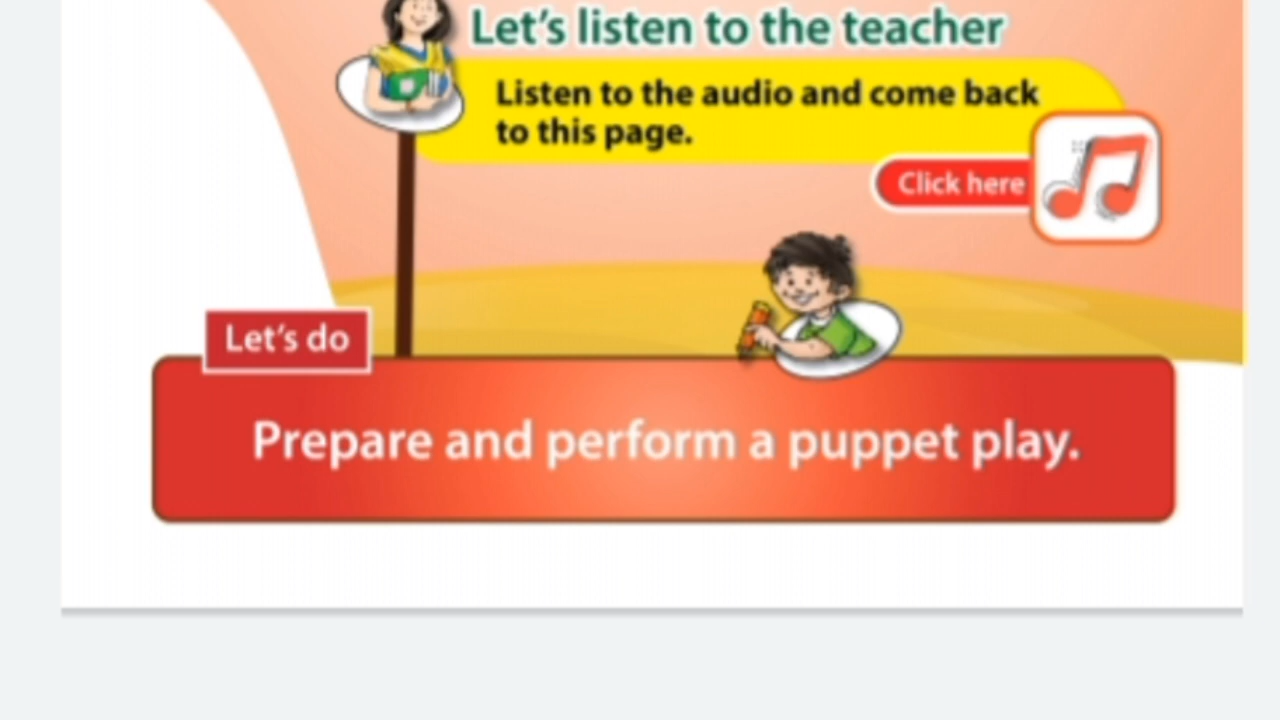 Let's listen to the teacher
Listen to the audio and come back
to this page.
Click here
Let's do
Prepare and perform a puppet play.